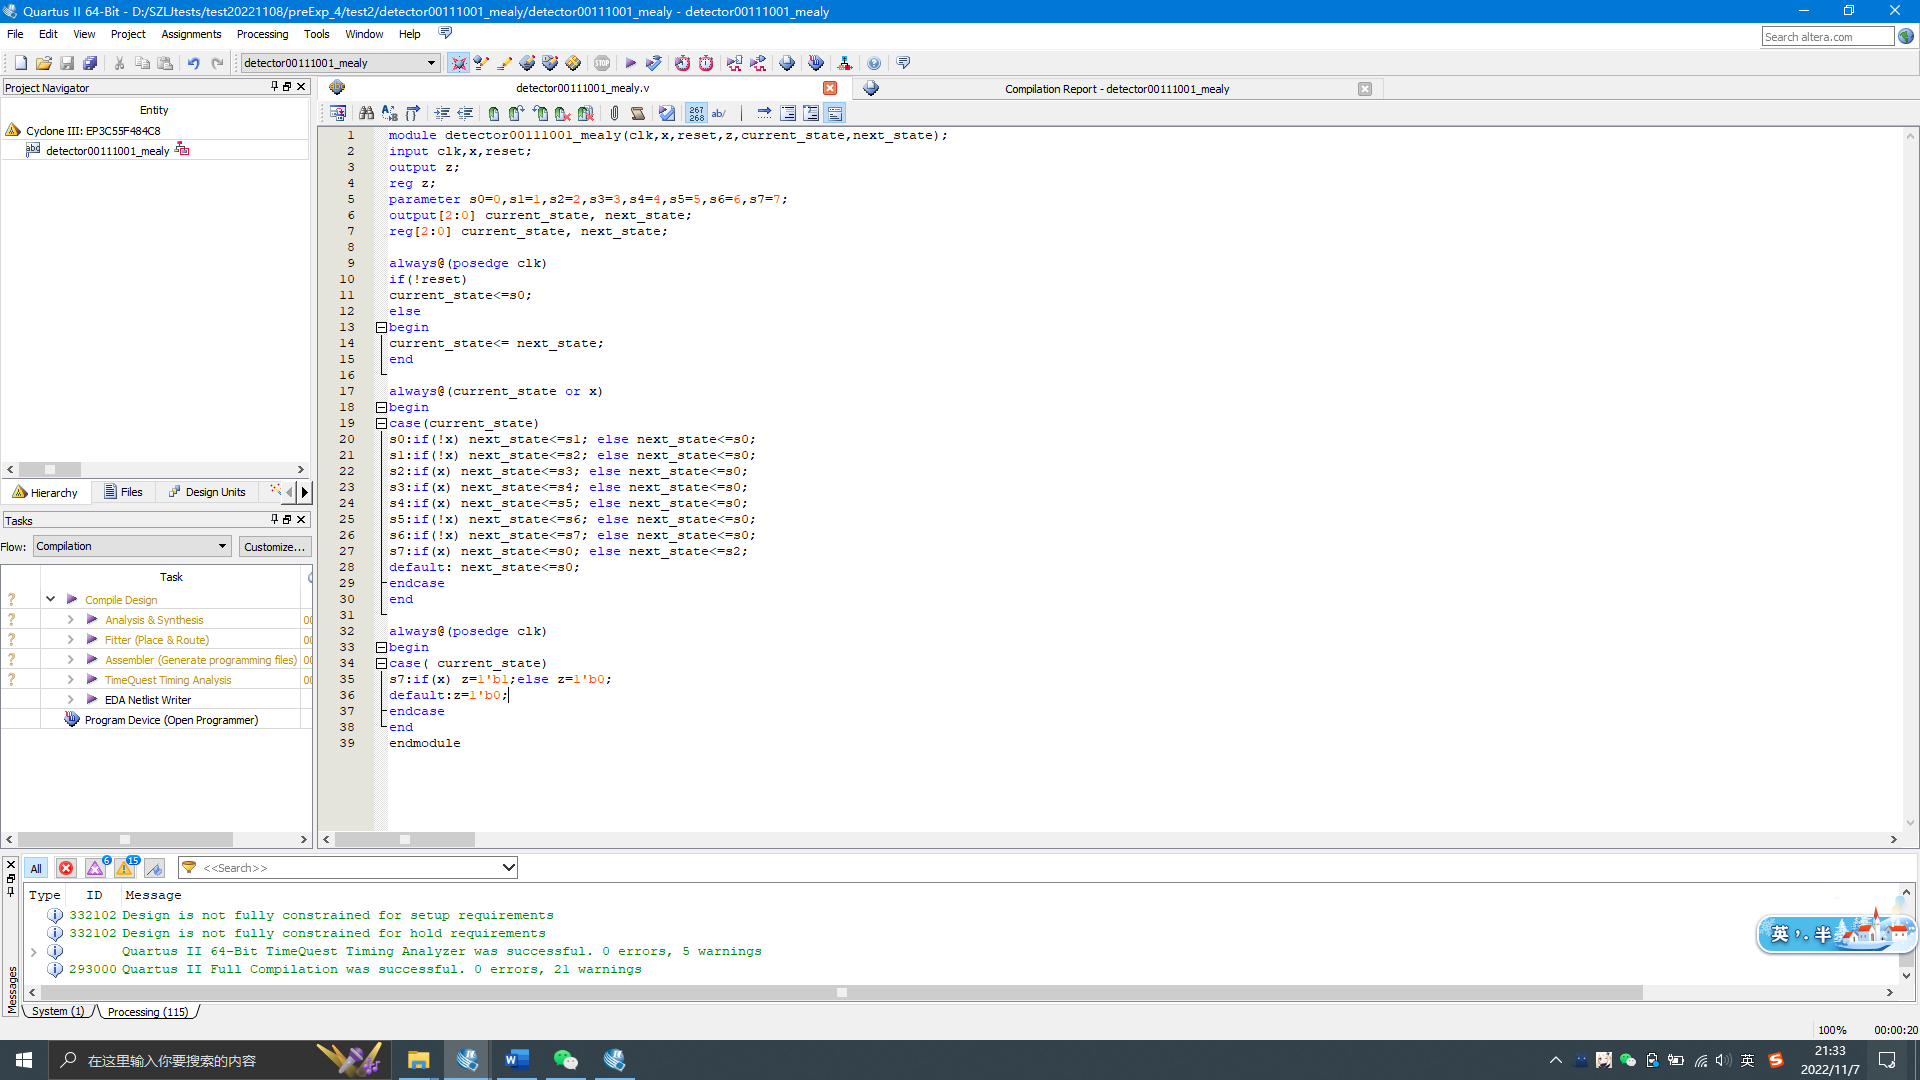 Quartus II 64-Bit - D:/SZLJtests/test20221108/preExp_4/test2/detector00111001_mealy/detector00111001_mealy - detector00111001_mealy
File Edit View Project Assignments Processing Tools Window Help
Search altera.com
detector00111001_mealy
Project Navigator
Entity
Cyclone III: EP3C55F484C8
detector00111001_mealy
Hierarchy Files Design Units
Tasks
Flow: Compilation Customize...
Task
Compile Design
Analysis & Synthesis 00
Fitter (Place & Route) 00
Assembler (Generate programming files) 00
TimeQuest Timing Analysis 00
EDA Netlist Writer
Program Device (Open Programmer)
detector00111001_mealy.v
Compilation Report - detector00111001_mealy
267
268 ab/
1 module detector00111001_mealy(clk,x,reset,z,current_state,next_state);
2 input clk,x,reset;
3 output z;
4 reg z;
5 parameter s0=0,s1=1,s2=2,s3=3,s4=4,s5=5,s6=6,s7=7;
6 output[2:0] current_state, next_state;
7 reg[2:0] current_state, next_state;
8
9 always@(posedge clk)
10 if(!reset)
11 current_state<=s0;
12 else
13 begin
14 current_state<= next_state;
15 end
16
17 always@(current_state or x)
18 begin
19 case(current_state)
20 s0:if(!x) next_state<=s1; else next_state<=s0;
21 s1:if(!x) next_state<=s2; else next_state<=s0;
22 s2:if(x) next_state<=s3; else next_state<=s0;
23 s3:if(x) next_state<=s4; else next_state<=s0;
24 s4:if(x) next_state<=s5; else next_state<=s0;
25 s5:if(!x) next_state<=s6; else next_state<=s0;
26 s6:if(!x) next_state<=s7; else next_state<=s0;
27 s7:if(x) next_state<=s0; else next_state<=s2;
28 default: next_state<=s0;
29 endcase
30 end
31
32 always@(posedge clk)
33 begin
34 case( current_state)
35 s7:if(x) z=1'b1;else z=1'b0;
36 default:z=1'b0;
37 endcase
38 end
39 endmodule
All 6 15 <<Search>>
Type ID Message
332102 Design is not fully constrained for setup requirements
332102 Design is not fully constrained for hold requirements
Quartus II 64-Bit TimeQuest Timing Analyzer was successful. 0 errors, 5 warnings
293000 Quartus II Full Compilation was successful. 0 errors, 21 warnings
Messages
System (1) Processing (115)
英 ，. 半
100% 00:00:20
在这里输入你要搜索的内容
英
21:33
2022/11/7